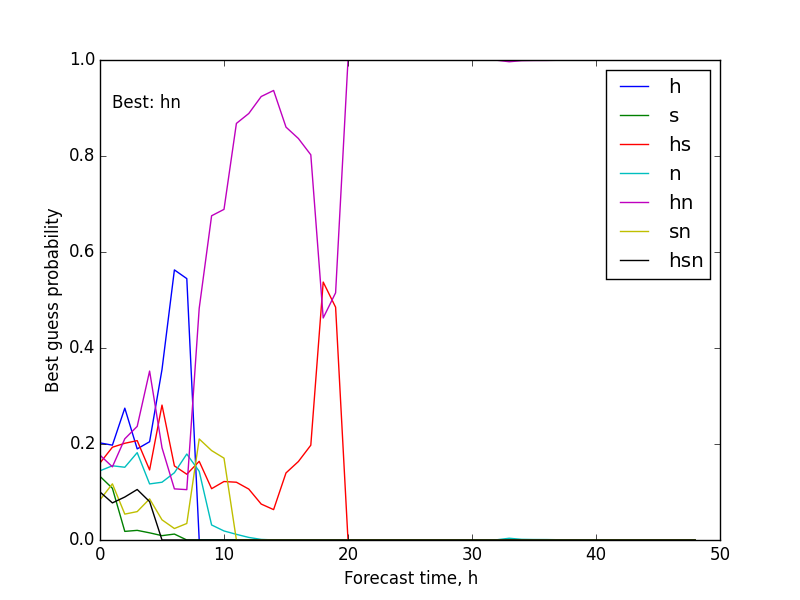 1.0
0.8
0.6
0.4
0.2
0.0
Best guess probability
Best: hn
h
s
hs
n
hn
sn
hsn
0 10 20 30 40 50
Forecast time, h